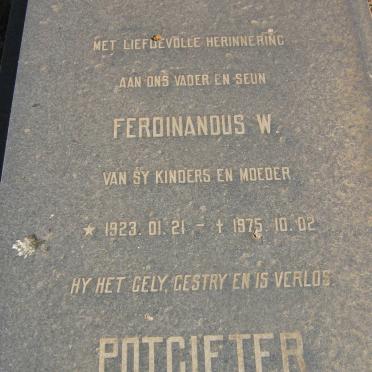 MET LIEFDEVOLLE HERINNERING
AAN ONS VADER EN SEUN
FERDINANDUS W.
VAN SY KINDERS EN MOEDER
★ 1923. 01. 21 – † 1975. 10. 02
HY HET GELY, GESTRY EN IS VERLOS.
POTGIETER